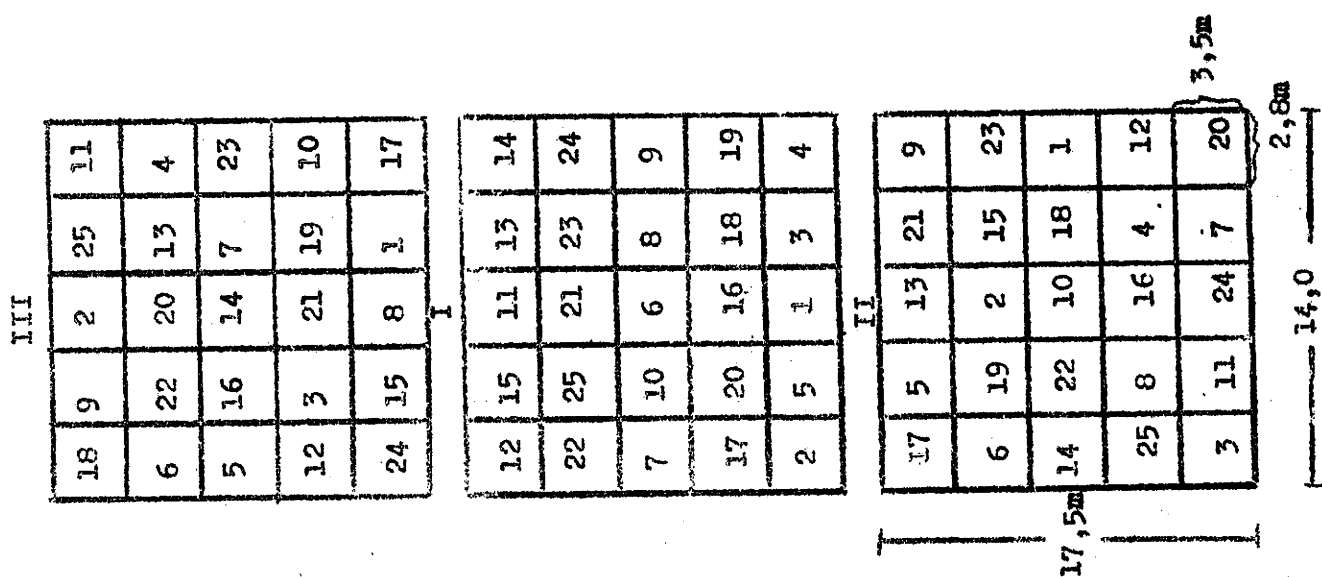 III
18 9 2 25 11
6 22 20 13 4
5 16 14 7 23
12 3 21 19 10
24 15 8 1 17
I
12 15 11 13 14
22 25 21 23 24
7 10 6 8 9
17 20 16 18 19
2 5 1 3 4
II
17 5 13 21 9
6 19 2 15 23
14 22 10 18 1
25 8 16 4 12
3 11 24 7 20
17,5m
3,5m
2,8m
14,0